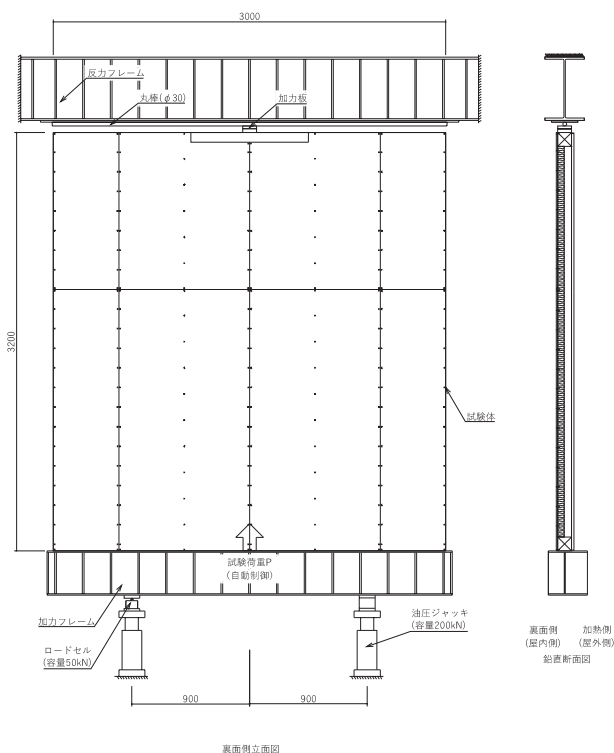 3000
反力フレーム
丸棒(φ30)
加力板
3200
試験体
試験荷重P
(自動制御)
加力フレーム
ロードセル
(容量50kN)
油圧ジャッキ
(容量200kN)
900
900
裏面側
(屋内側)
加熱側
(屋外側)
鉛直断面図
裏面側立面図